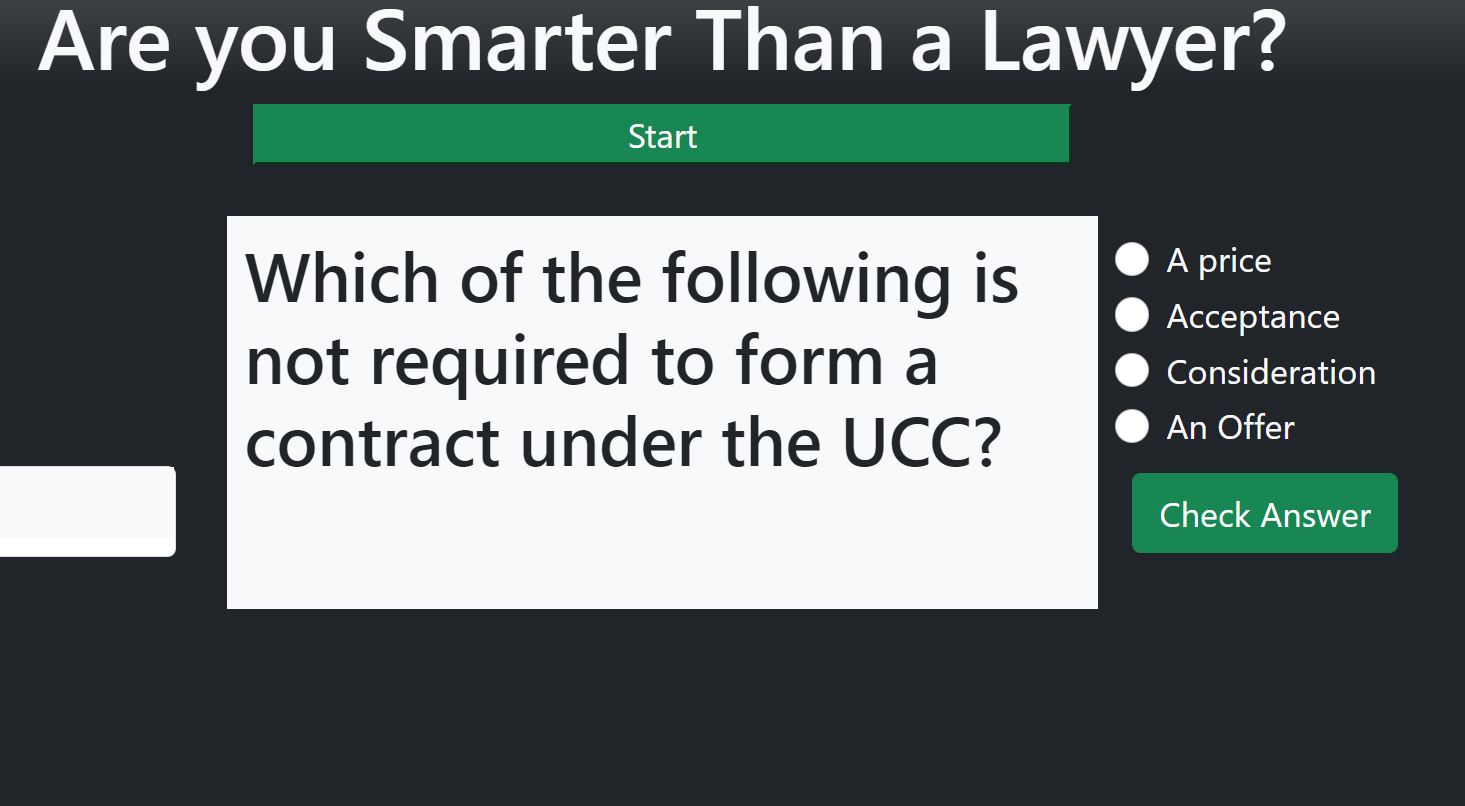 Are you Smarter Than a Lawyer?
Start
Which of the following is
not required to form a
contract under the UCC?
A price
Acceptance
Consideration
An Offer
Check Answer